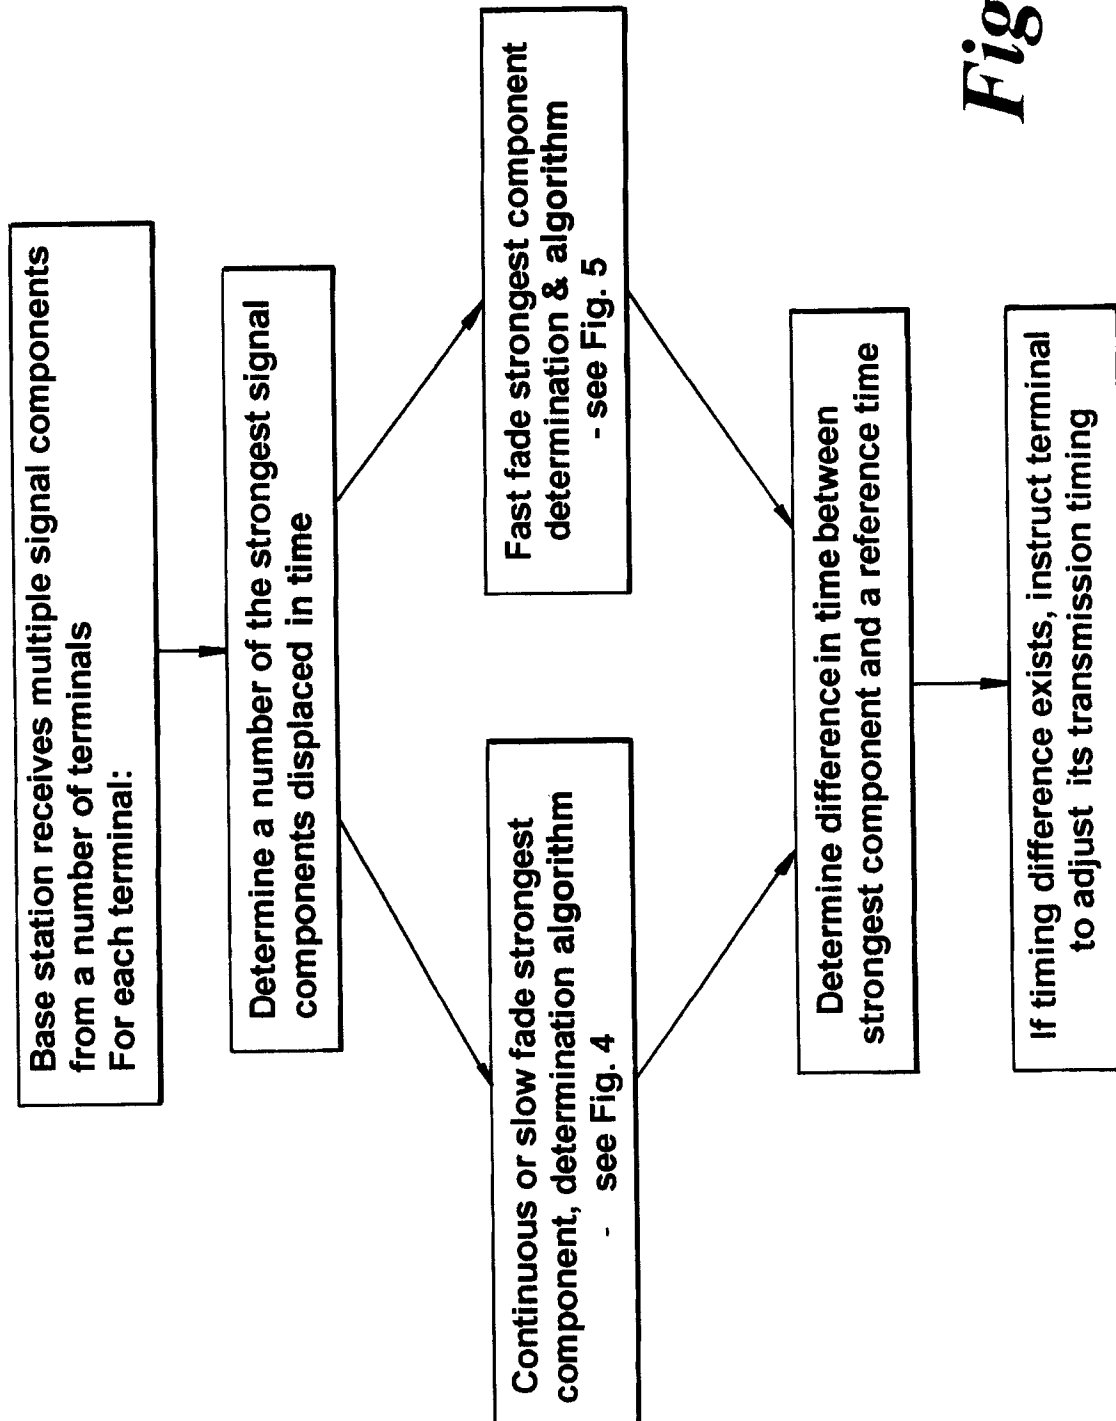 Base station receives multiple signal components
from a number of terminals
For each terminal:
Determine a number of the strongest signal
components displaced in time
Continuous or slow fade strongest
component, determination algorithm
- see Fig. 4
Fast fade strongest component
determination & algorithm
- see Fig. 5
Determine difference in time between
strongest component and a reference time
If timing difference exists, instruct terminal
to adjust its transmission timing
Fig